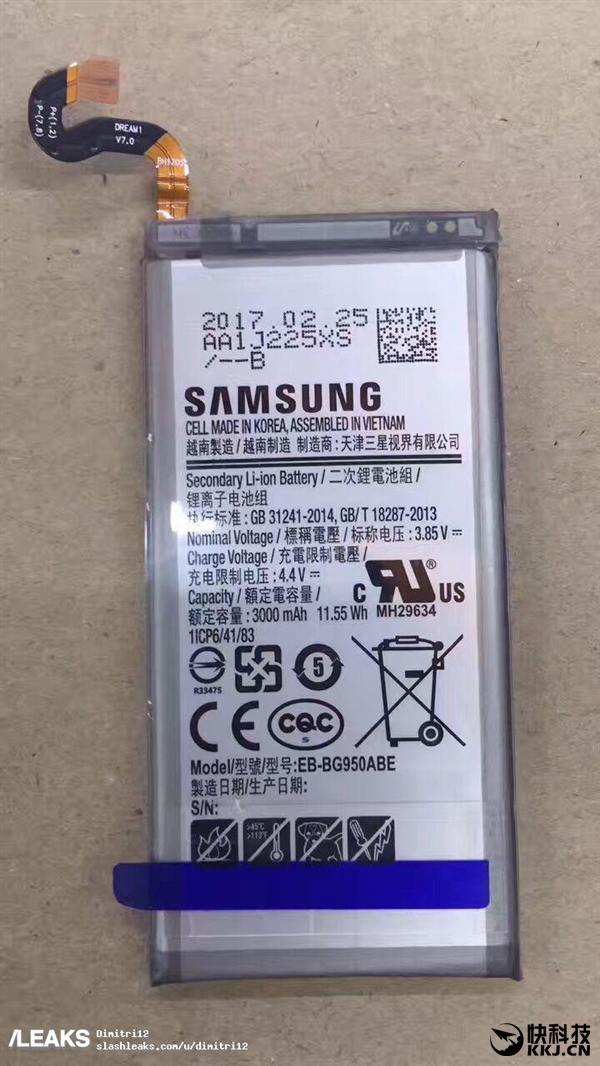 P+(1,2)
P-(7,8)
DREAM1
V7.0
2017.02.25
AA1J225XS
/--B
SAMSUNG
CELL MADE IN KOREA, ASSEMBLED IN VIETNAM
越南製造/越南制造 制造商:天津三星视界有限公司
Secondary Li-ion Battery/二次鋰電池組/
锂离子电池组
执行标准:GB 31241-2014, GB/T 18287-2013
Nominal Voltage/標稱電壓/标称电压:3.85V⎓
Charge Voltage/充電限制電壓/
充电限制电压:4.4V⎓
Capacity/額定電容量/
额定容量:3000 mAh 11.55 Wh
C RU® US
MH29634
1ICP6/41/83
R33475
5
CE
CQC
S
Model/型號/型号:EB-BG950ABE
製造日期/生产日期:
S/N:
>45°C
>113°F
/LEAKS
Dimitri12
slashleaks.com/u/dimitri12
快科技
KKJ.CN